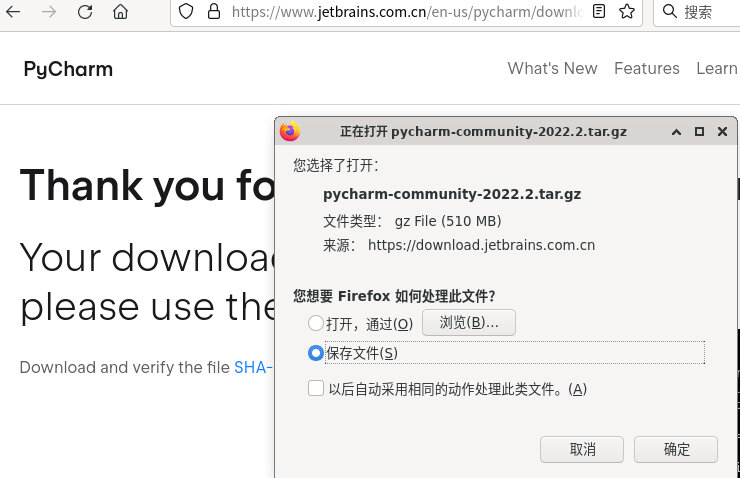 https://www.jetbrains.com.cn/en-us/pycharm/downlo
搜索
PyCharm
What's New Features Learn
正在打开 pycharm-community-2022.2.tar.gz
您选择了打开：
pycharm-community-2022.2.tar.gz
文件类型： gz File (510 MB)
来源： https://download.jetbrains.com.cn
您想要 Firefox 如何处理此文件？
打开，通过(O) 浏览(B)...
保存文件(S)
以后自动采用相同的动作处理此类文件。(A)
取消 确定
Thank you fo
Your download
please use the
Download and verify the file SHA-